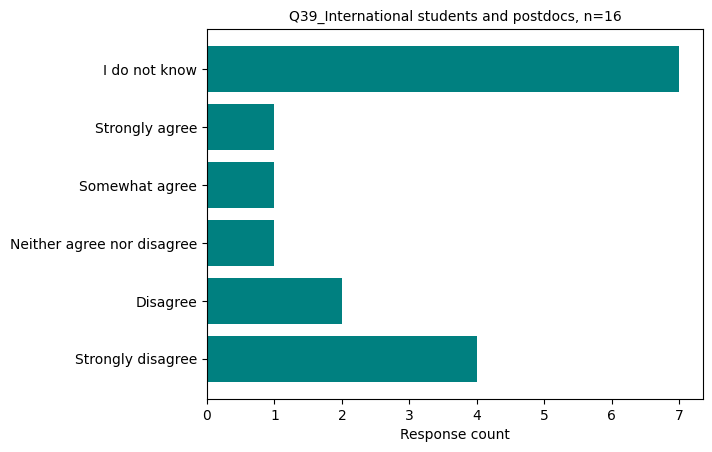 Q39_International students and postdocs, n=16
I do not know
Strongly agree
Somewhat agree
Neither agree nor disagree
Disagree
Strongly disagree
0 1 2 3 4 5 6 7
Response count